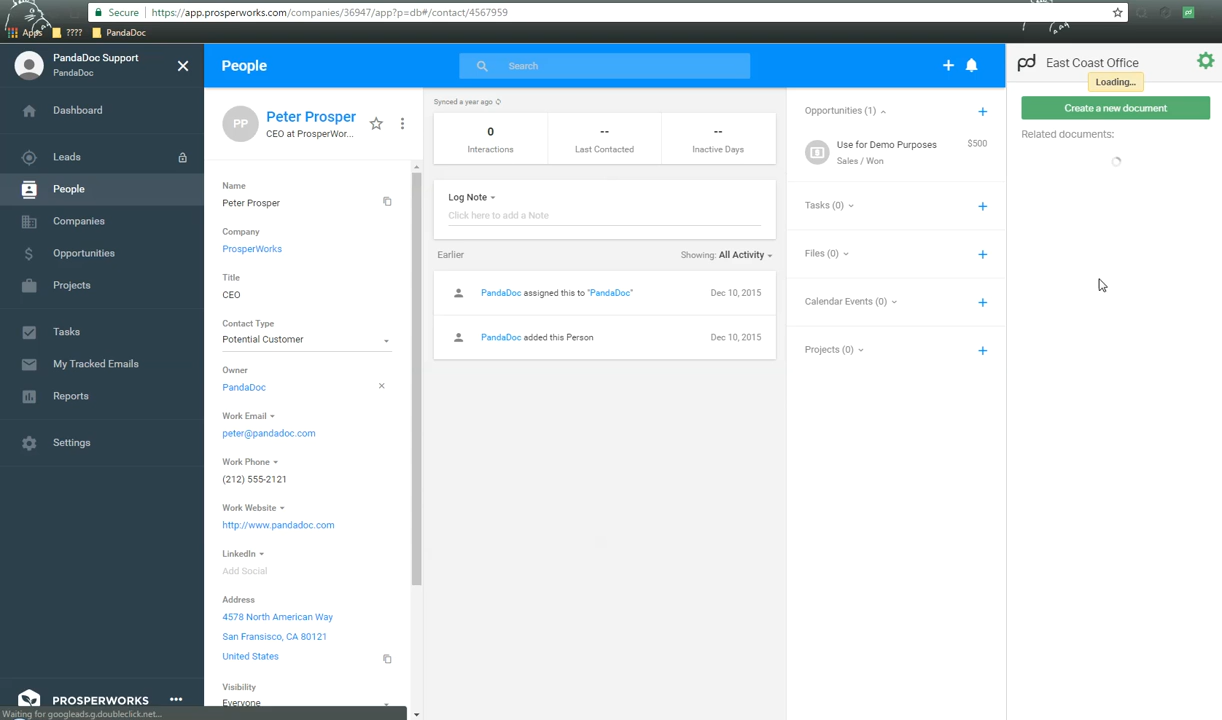 Secure
https://app.prosperworks.com/companies/36947/app?p=db#/contact/4567959
Apps
????
PandaDoc
PandaDoc Support
PandaDoc
Dashboard
Leads
People
Companies
Opportunities
Projects
Tasks
My Tracked Emails
Reports
Settings
PROSPERWORKS
Waiting for googleads.g.doubleclick.net...
People
Search
PP
Peter Prosper
CEO at ProsperWor...
Name
Peter Prosper
Company
ProsperWorks
Title
CEO
Contact Type
Potential Customer
Owner
PandaDoc
Work Email
peter@pandadoc.com
Work Phone
(212) 555-2121
Work Website
http://www.pandadoc.com
LinkedIn
Add Social
Address
4578 North American Way
San Fransisco, CA 80121
United States
Visibility
Everyone
Synced a year ago
0
Interactions
--
Last Contacted
--
Inactive Days
Log Note
Click here to add a Note
Earlier
Showing: All Activity
PandaDoc assigned this to "PandaDoc"
Dec 10, 2015
PandaDoc added this Person
Dec 10, 2015
Opportunities (1)
Use for Demo Purposes
$500
Sales / Won
Tasks (0)
Files (0)
Calendar Events (0)
Projects (0)
pd
East Coast Office
Loading...
Create a new document
Related documents: